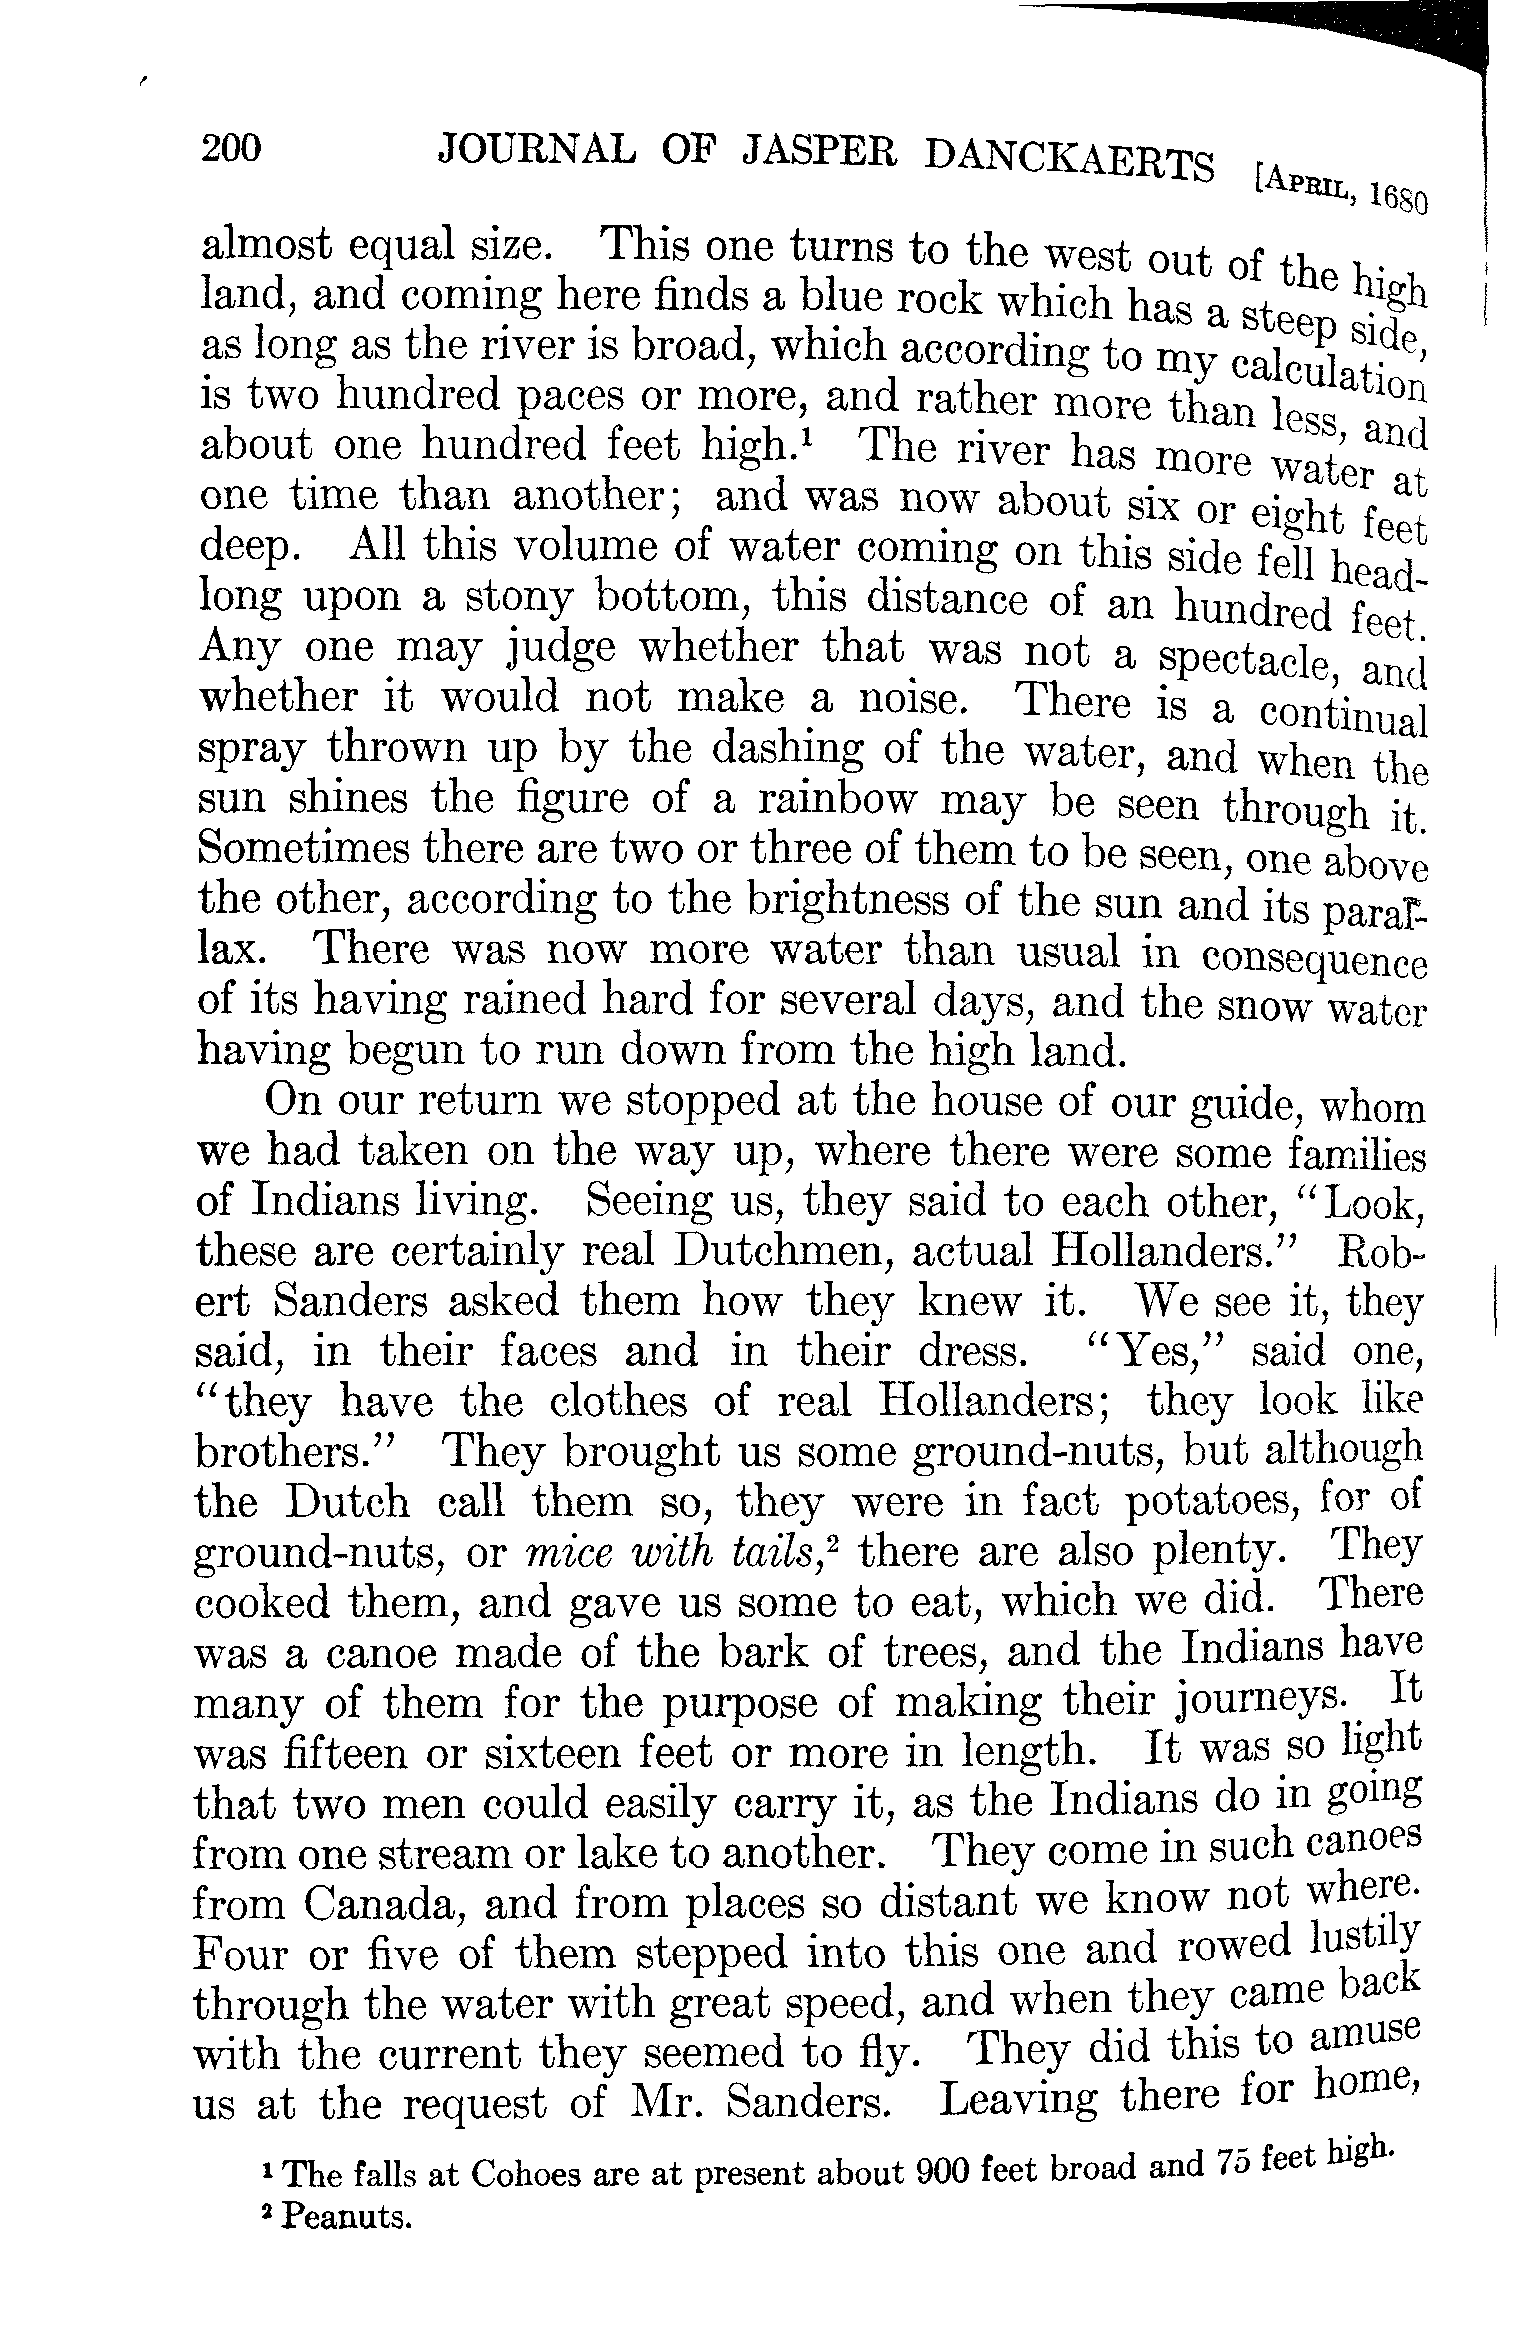 200 JOURNAL OF JASPER DANCKAERTS [APRIL, 1680
almost equal size. This one turns to the west out of the high
land, and coming here finds a blue rock which has a steep side,
as long as the river is broad, which according to my calculation
is two hundred paces or more, and rather more than less, and
about one hundred feet high.¹ The river has more water at
one time than another; and was now about six or eight feet
deep. All this volume of water coming on this side fell head-
long upon a stony bottom, this distance of an hundred feet.
Any one may judge whether that was not a spectacle, and
whether it would not make a noise. There is a continual
spray thrown up by the dashing of the water, and when the
sun shines the figure of a rainbow may be seen through it.
Sometimes there are two or three of them to be seen, one above
the other, according to the brightness of the sun and its paral-
lax. There was now more water than usual in consequence
of its having rained hard for several days, and the snow water
having begun to run down from the high land.
On our return we stopped at the house of our guide, whom
we had taken on the way up, where there were some families
of Indians living. Seeing us, they said to each other, "Look,
these are certainly real Dutchmen, actual Hollanders." Rob-
ert Sanders asked them how they knew it. We see it, they
said, in their faces and in their dress. "Yes," said one,
"they have the clothes of real Hollanders; they look like
brothers." They brought us some ground-nuts, but although
the Dutch call them so, they were in fact potatoes, for of
ground-nuts, or mice with tails,² there are also plenty. They
cooked them, and gave us some to eat, which we did. There
was a canoe made of the bark of trees, and the Indians have
many of them for the purpose of making their journeys. It
was fifteen or sixteen feet or more in length. It was so light
that two men could easily carry it, as the Indians do in going
from one stream or lake to another. They come in such canoes
from Canada, and from places so distant we know not where.
Four or five of them stepped into this one and rowed lustily
through the water with great speed, and when they came back
with the current they seemed to fly. They did this to amuse
us at the request of Mr. Sanders. Leaving there for home,
¹ The falls at Cohoes are at present about 900 feet broad and 75 feet high.
² Peanuts.